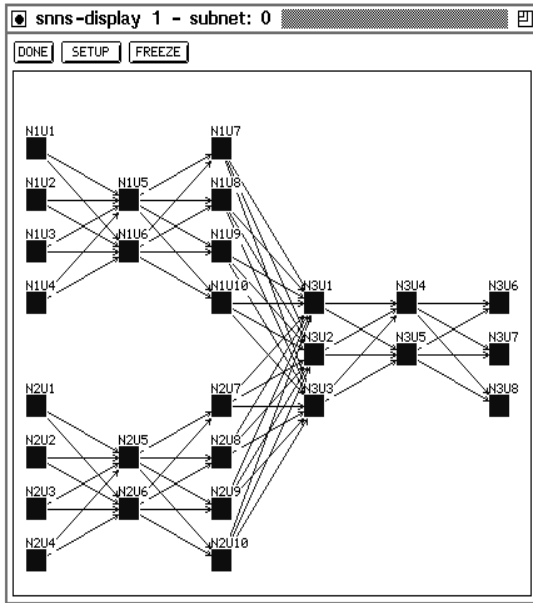 snns-display 1 - subnet: 0
DONE SETUP FREEZE
N1U1 N1U7
N1U2 N1U5 N1U8
N1U3 N1U6 N1U9
N1U4 N1U10 N3U1 N3U4 N3U6
N3U2 N3U5 N3U7
N2U1 N2U7 N3U3 N3U8
N2U2 N2U5 N2U8
N2U3 N2U6 N2U9
N2U4 N2U10